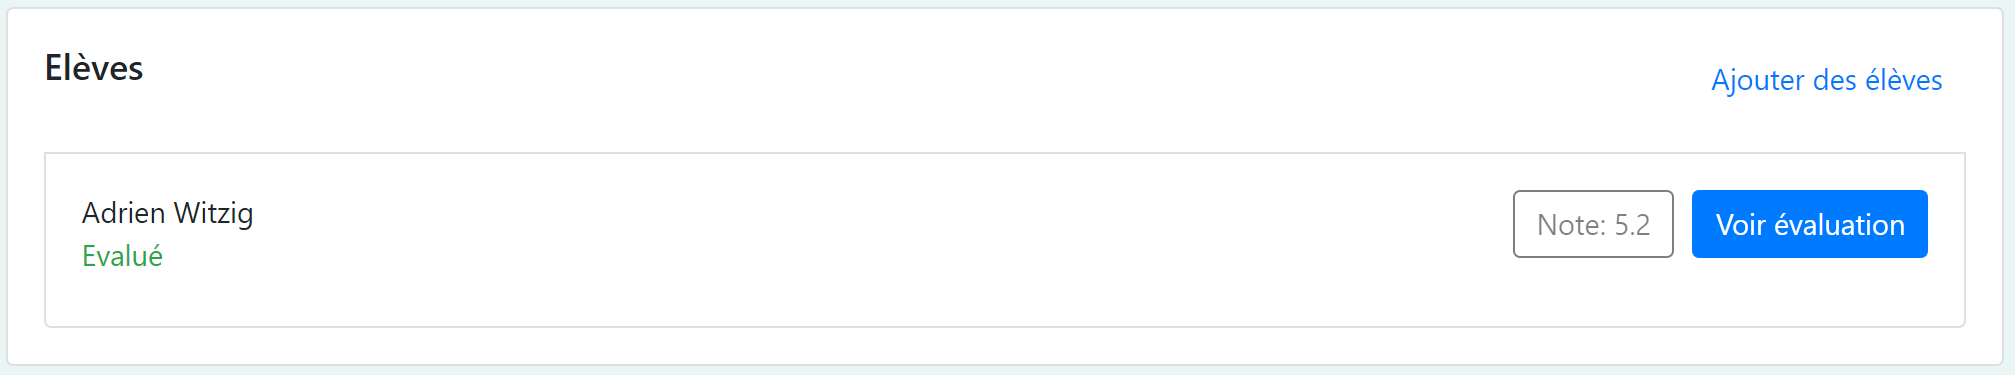 Elèves
Ajouter des élèves
Adrien Witzig
Evalué
Note: 5.2
Voir évaluation